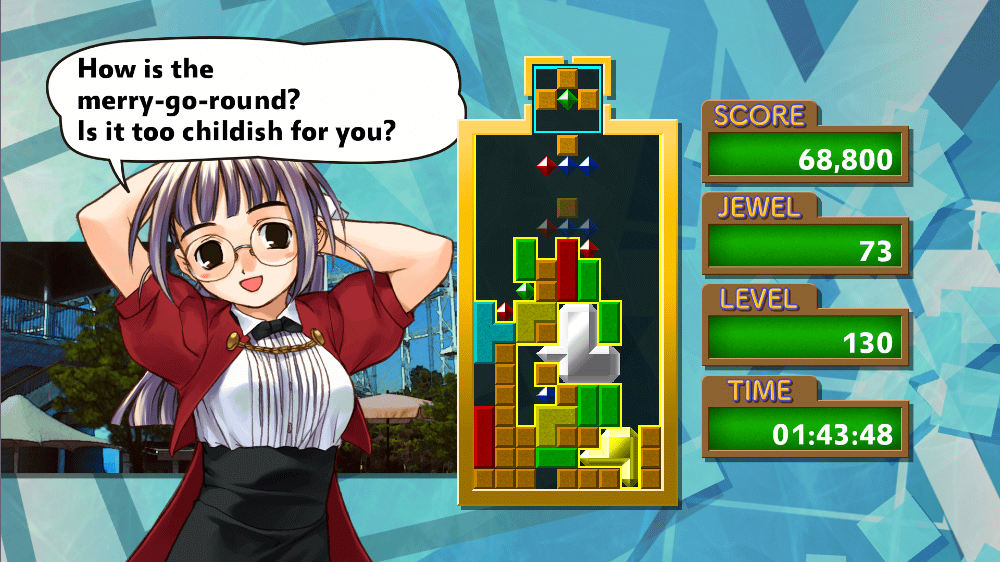 How is the
merry-go-round?
Is it too childish for you?
SCORE
68,800
JEWEL
73
LEVEL
130
TIME
01:43:48